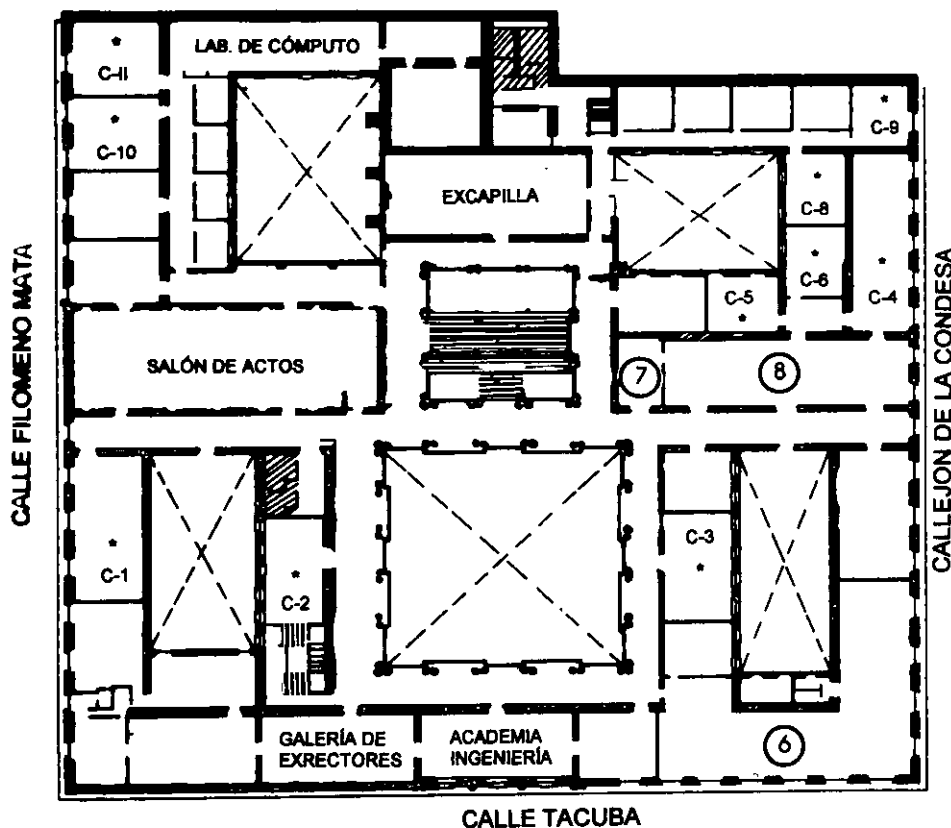 LAB. DE CÓMPUTO
C-11
C-10
C-9
EXCAPILLA
C-8
C-6
C-5
C-4
SALÓN DE ACTOS
7
8
CALLE FILOMENO MATA
CALLEJON DE LA CONDESA
C-1
C-2
C-3
GALERÍA DE
EXRECTORES
ACADEMIA
INGENIERÍA
6
CALLE TACUBA